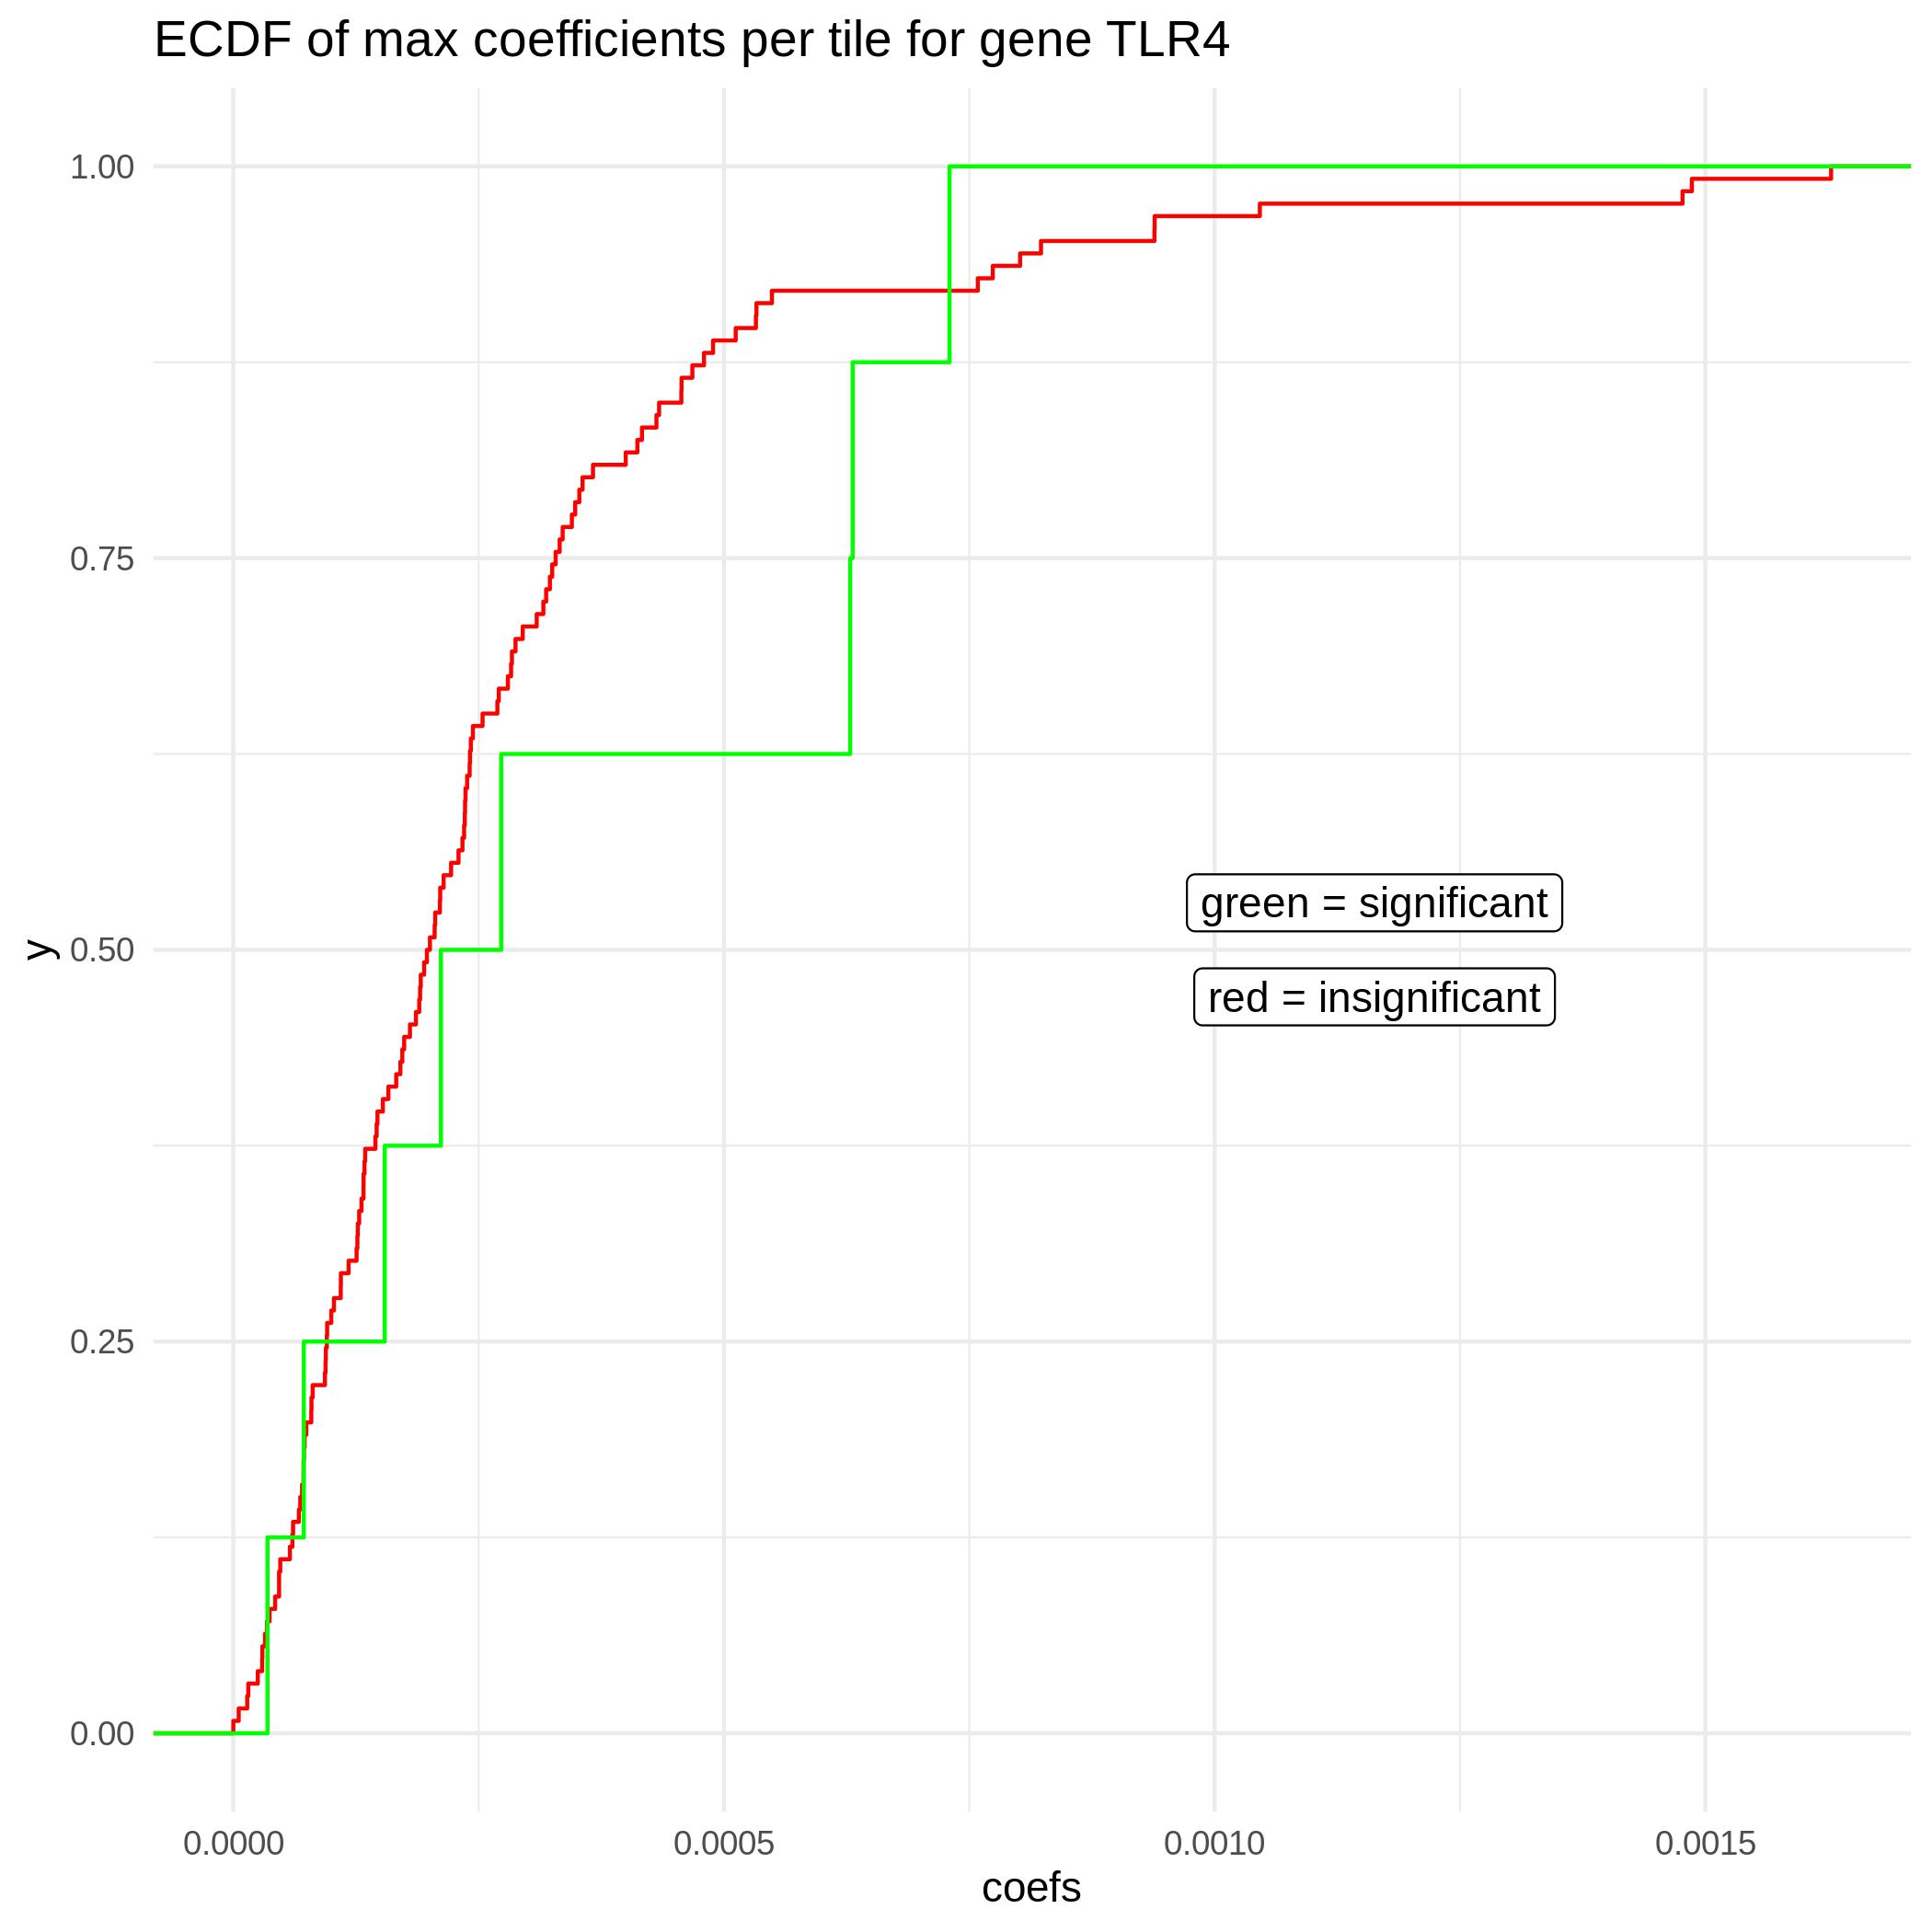 ECDF of max coefficients per tile for gene TLR4
1.00
0.75
0.50
0.25
0.00
y
green = significant
red = insignificant
0.0000
0.0005
0.0010
0.0015
coefs